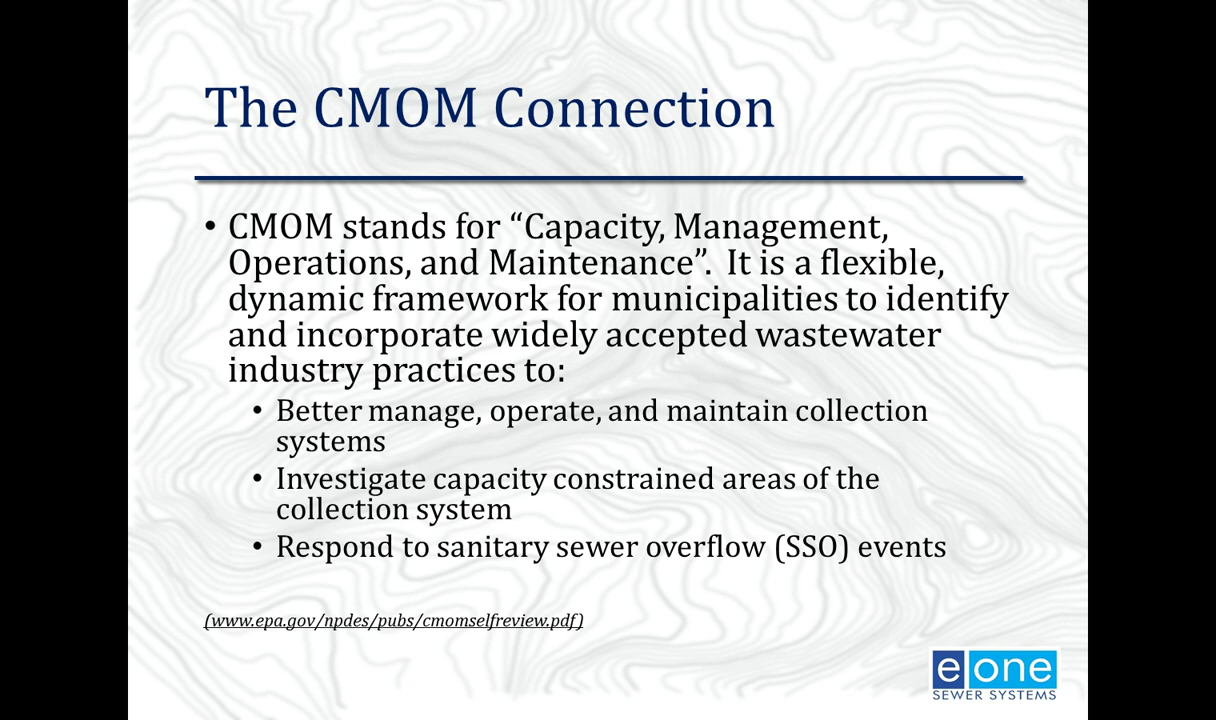 The CMOM Connection
• CMOM stands for “Capacity, Management,
Operations, and Maintenance”.  It is a flexible,
dynamic framework for municipalities to identify
and incorporate widely accepted wastewater
industry practices to:
• Better manage, operate, and maintain collection
systems
• Investigate capacity constrained areas of the
collection system
• Respond to sanitary sewer overflow (SSO) events
(www.epa.gov/npdes/pubs/cmomselfreview.pdf)
e one
SEWER SYSTEMS